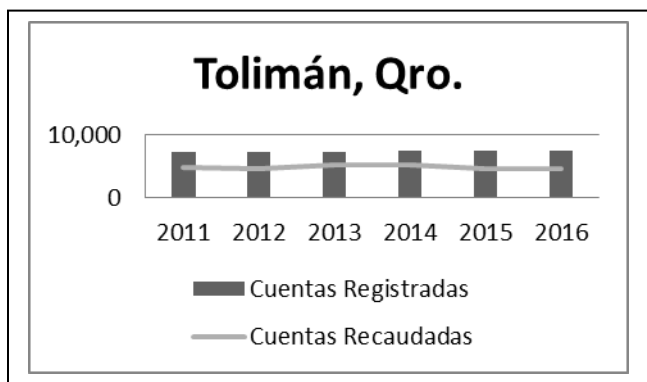 Tolimán, Qro.
10,000
0
2011 2012 2013 2014 2015 2016
Cuentas Registradas
Cuentas Recaudadas